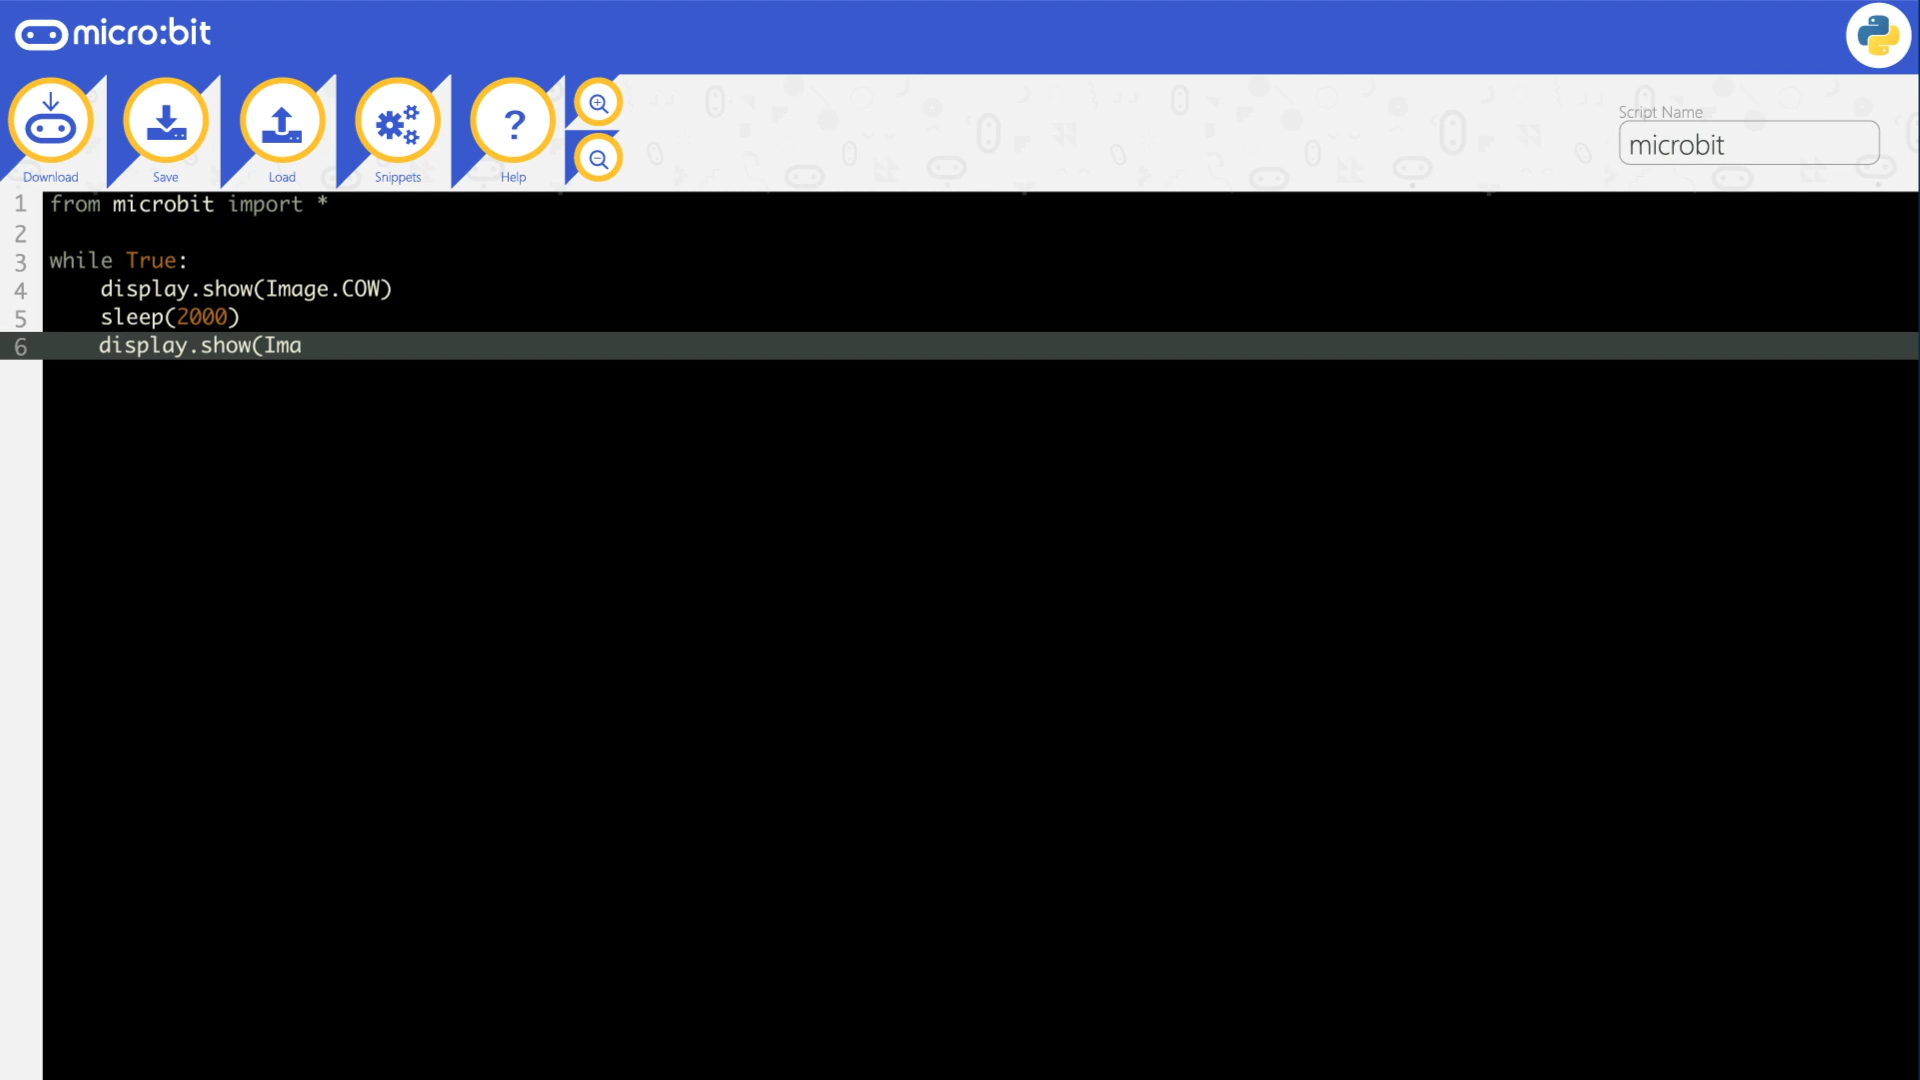 micro:bit
Download
Save
Load
Snippets
? Help
Script Name
microbit
1 from microbit import *
2
3 while True:
4     display.show(Image.COW)
5     sleep(2000)
6     display.show(Ima